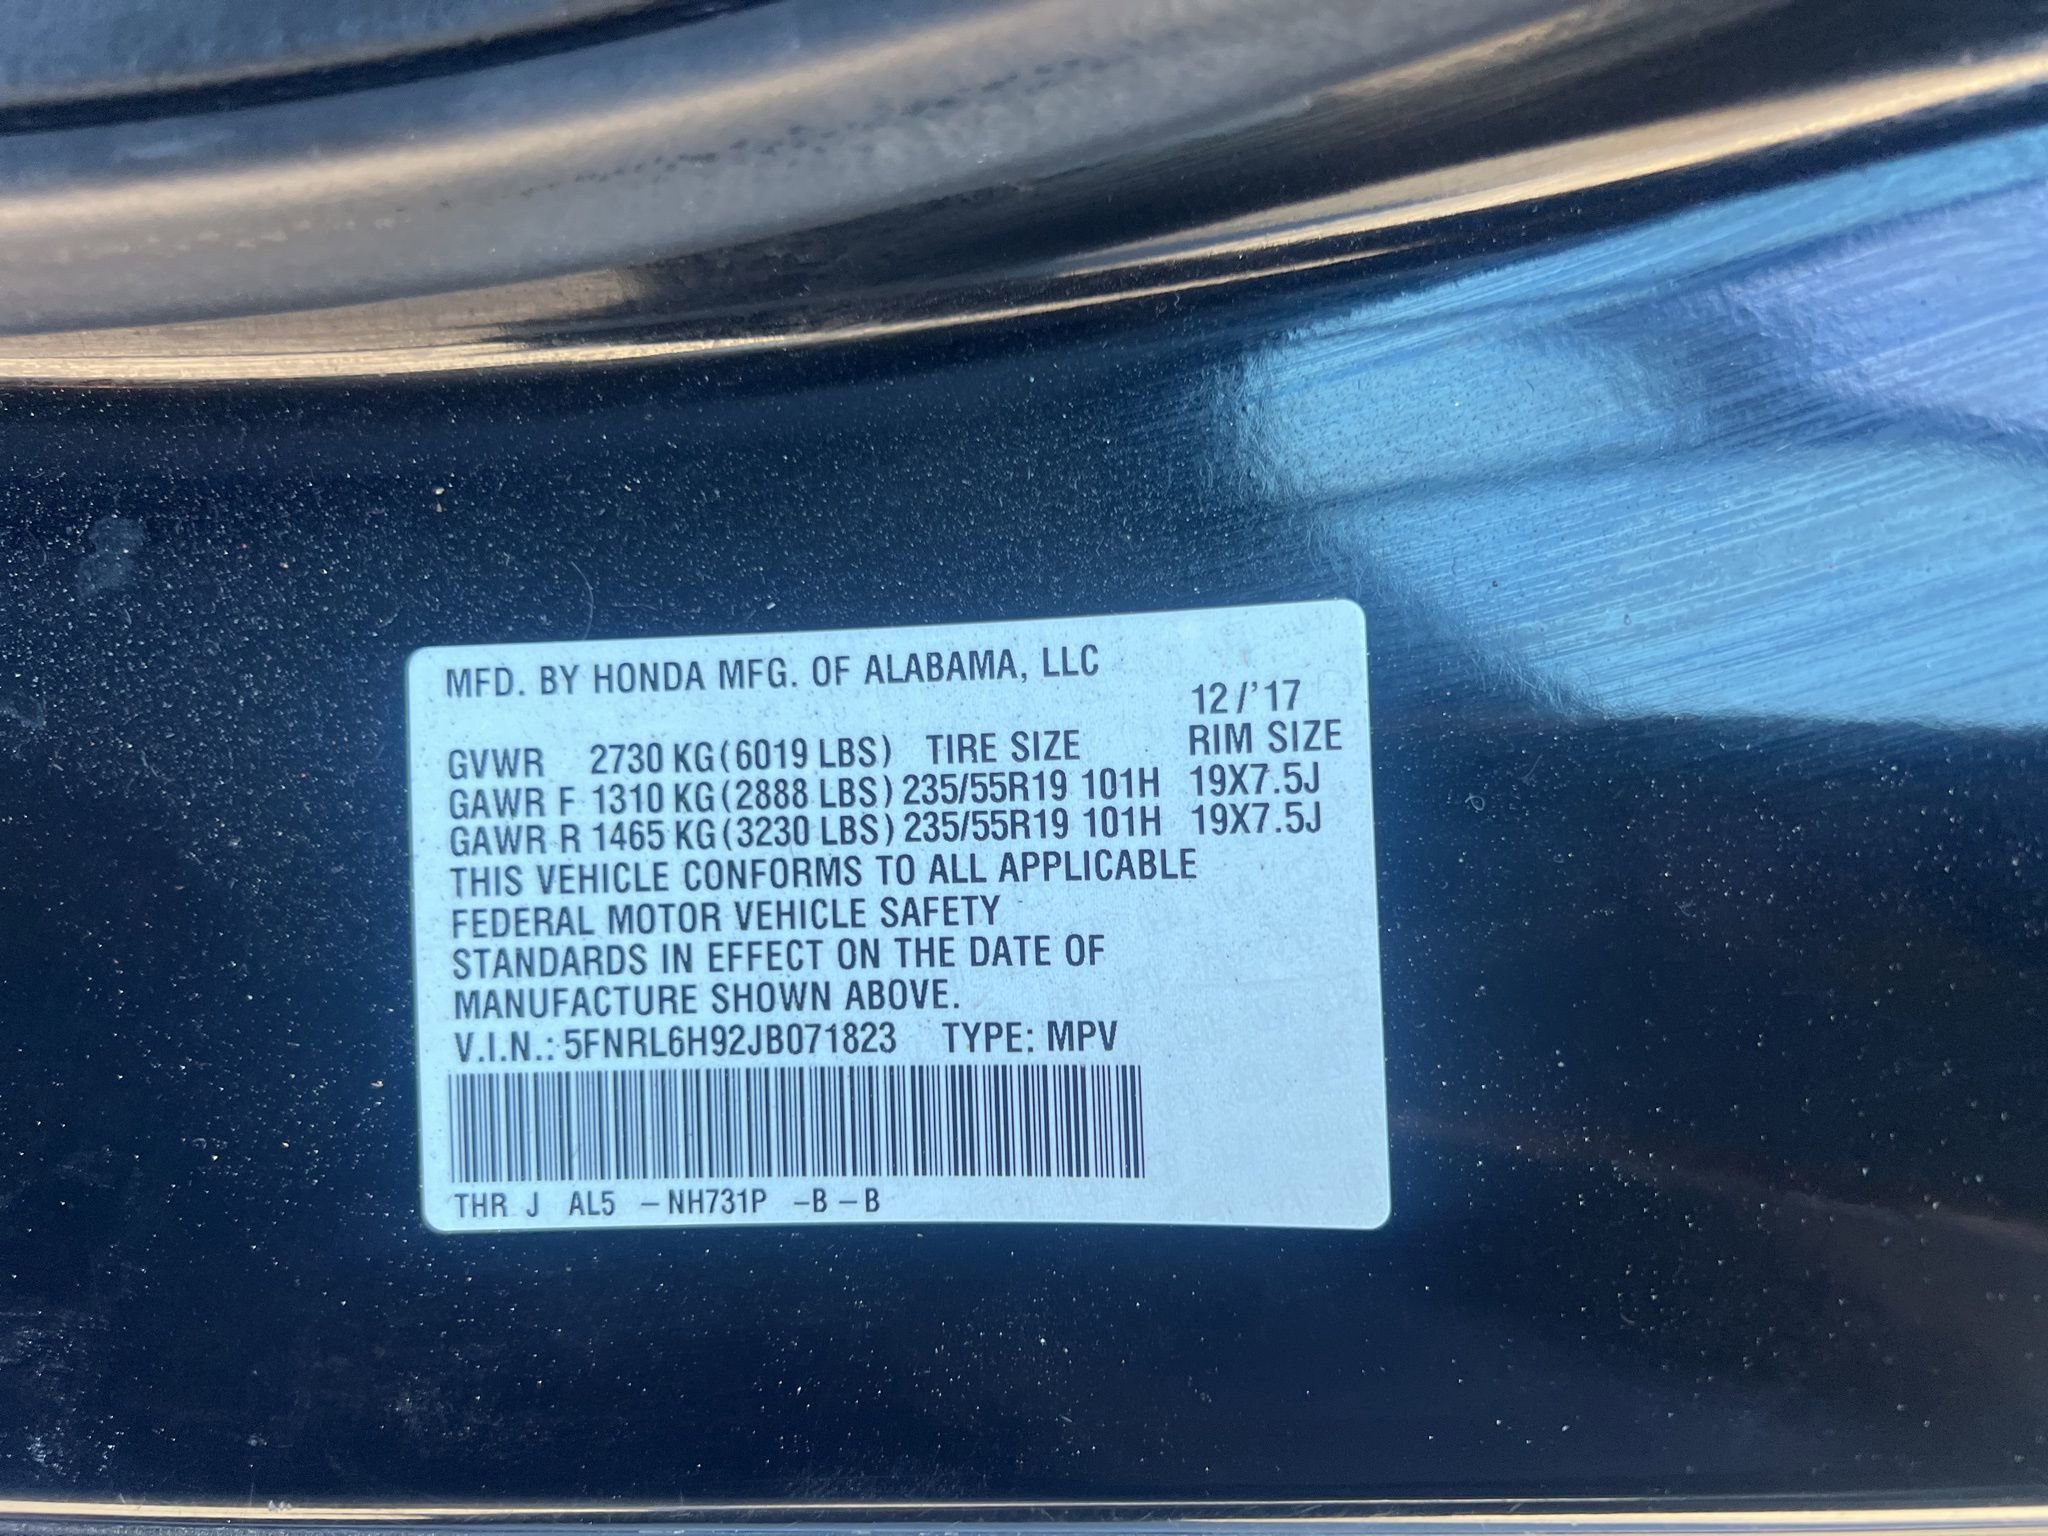 MFD. BY HONDA MFG. OF ALABAMA, LLC
12/'17
GVWR 2730 KG (6019 LBS) TIRE SIZE RIM SIZE
GAWR F 1310 KG (2888 LBS) 235/55R19 101H 19X7.5J
GAWR R 1465 KG (3230 LBS) 235/55R19 101H 19X7.5J
THIS VEHICLE CONFORMS TO ALL APPLICABLE
FEDERAL MOTOR VEHICLE SAFETY
STANDARDS IN EFFECT ON THE DATE OF
MANUFACTURE SHOWN ABOVE.
V.I.N.: 5FNRL6H92JB071823 TYPE: MPV
THR J AL5 –NH731P –B –B